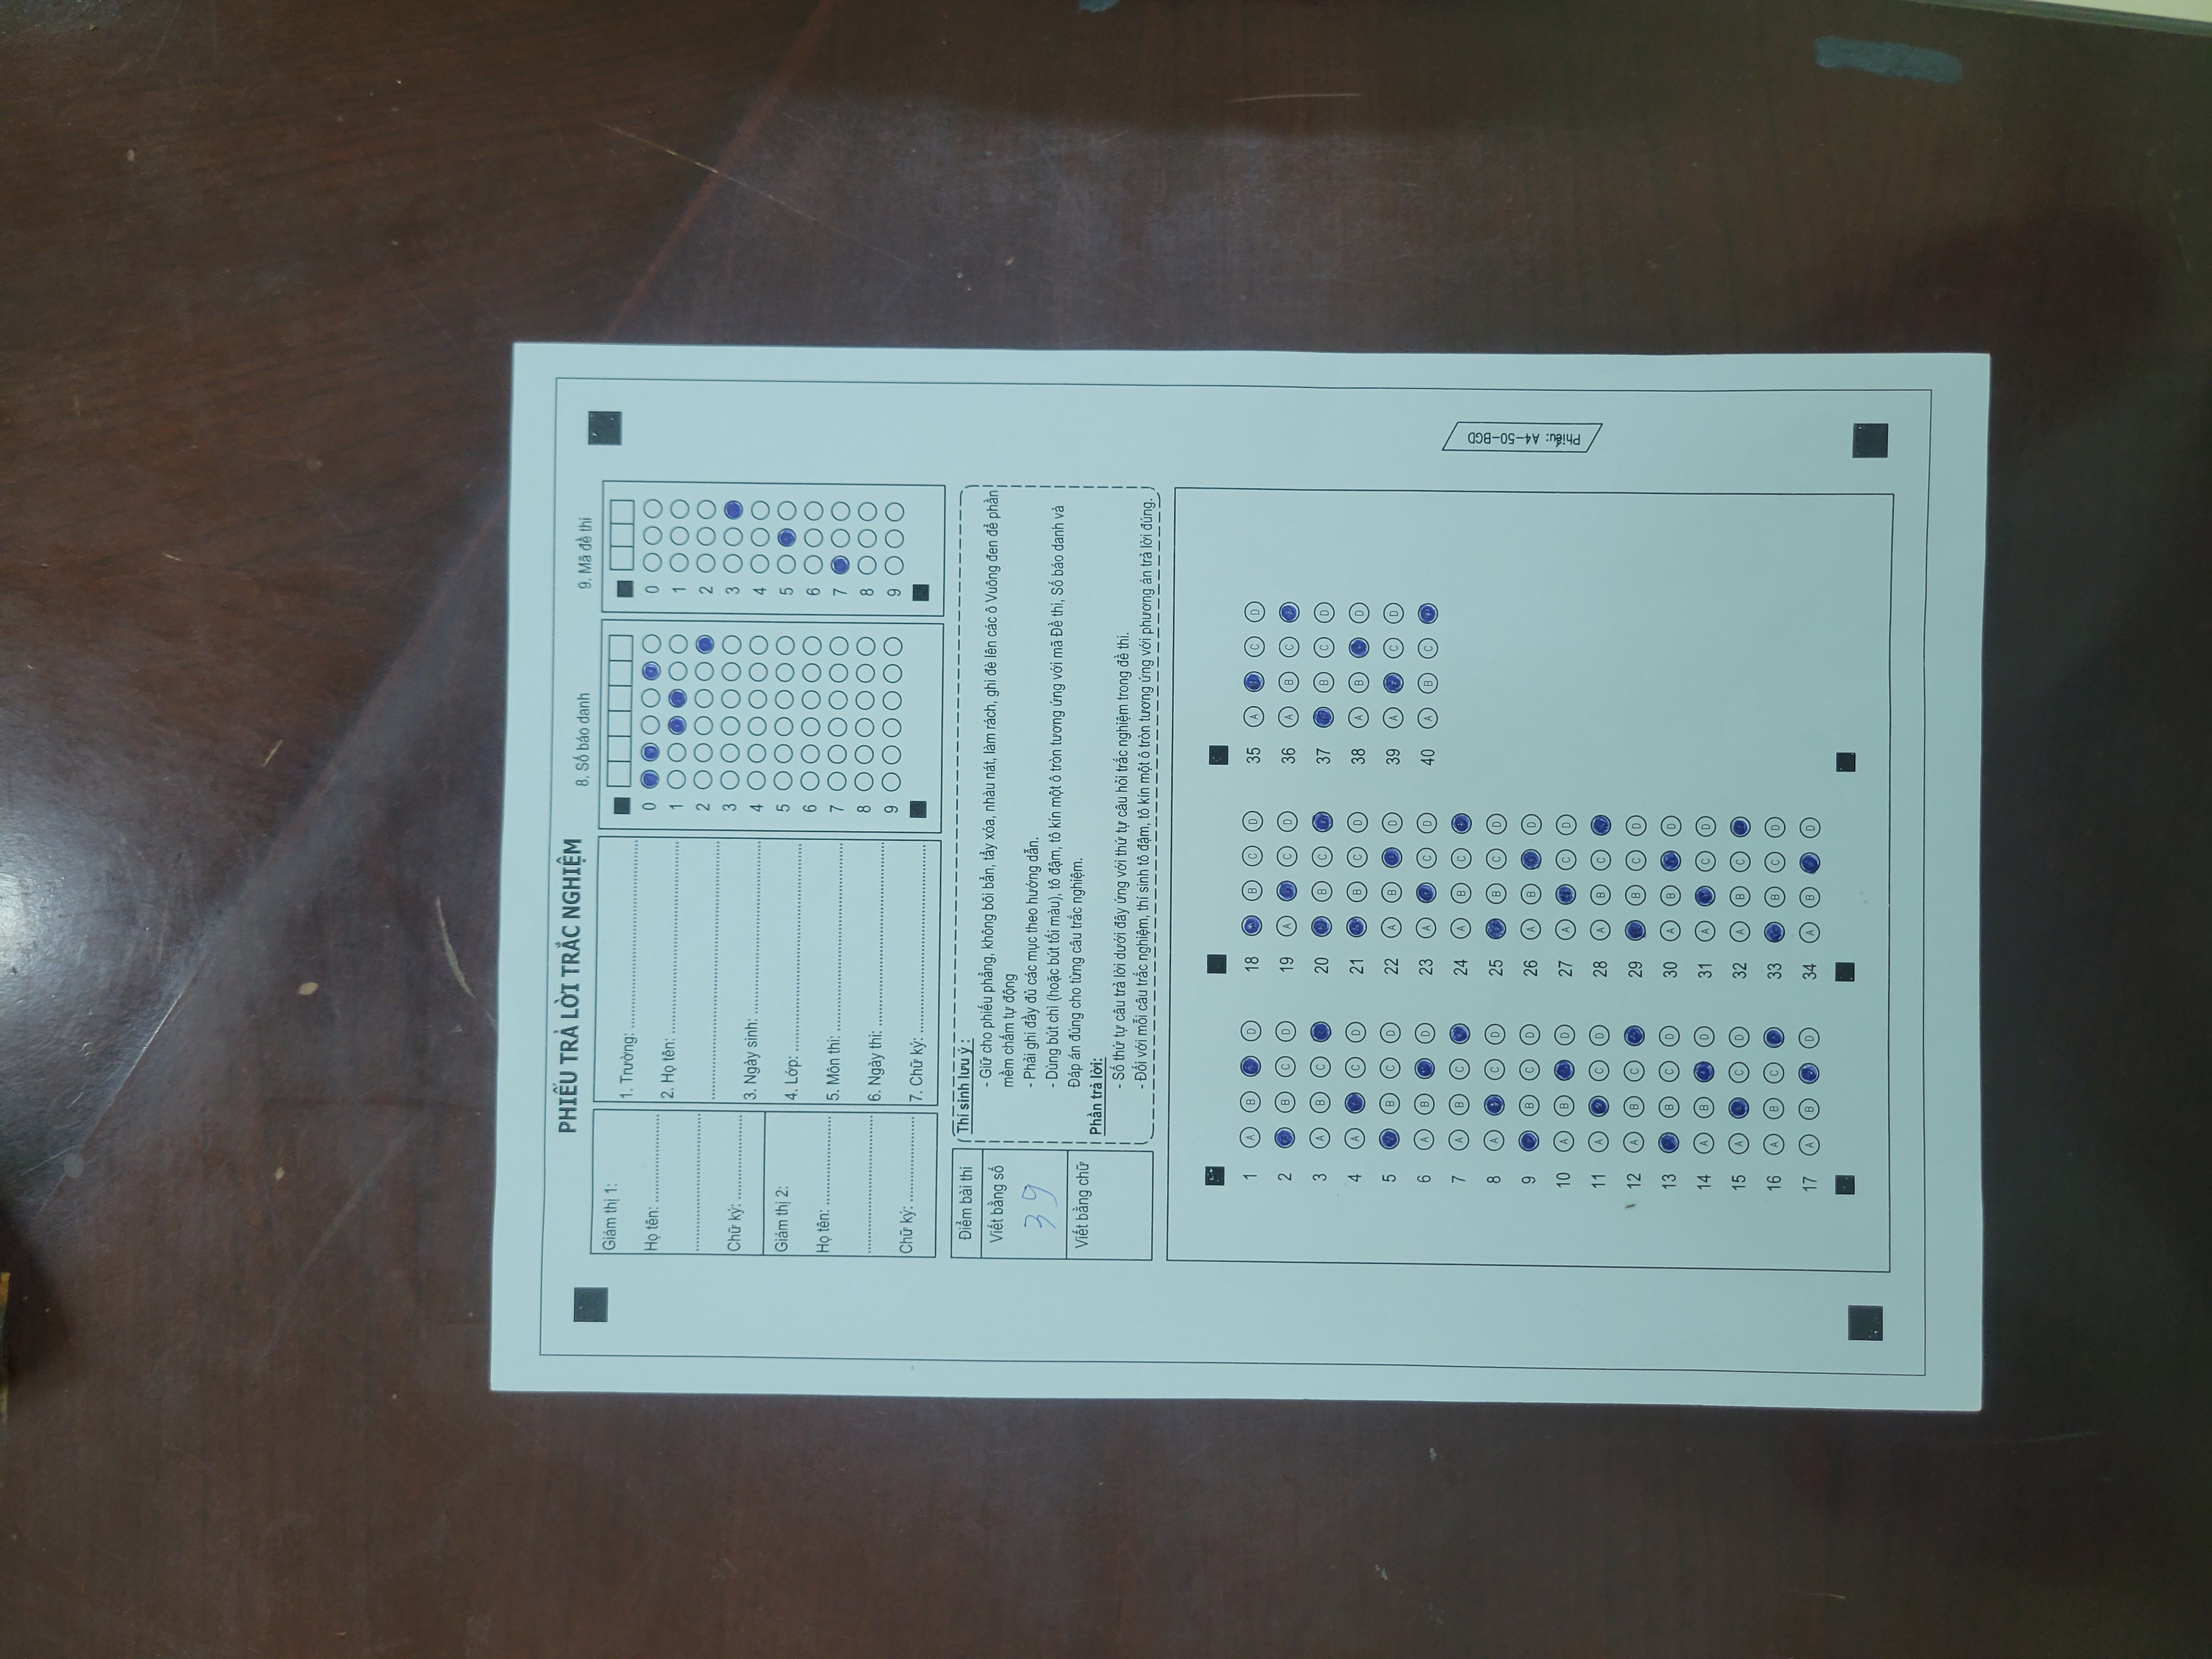 PHIẾU TRẢ LỜI TRẮC NGHIỆM
8. Số báo danh
9. Mã đề thi
Giám thị 1:
Họ tên: ......................
......................
Chữ ký: ......................
Giám thị 2:
Họ tên: ......................
......................
Chữ ký: ......................
1. Trường: ......................
2. Họ tên: ......................
......................
3. Ngày sinh: ......................
4. Lớp: ......................
5. Môn thi: ......................
6. Ngày thi: ......................
7. Chữ ký: ......................
0
1
2
3
4
5
6
7
8
9
0
1
2
3
4
5
6
7
8
9
Điểm bài thi
Viết bằng số
39
Viết bằng chữ
Thí sinh lưu ý :
- Giữ cho phiếu phẳng, không bôi bẩn, tẩy xóa, nhàu nát, làm rách, ghi đè lên các ô Vuông đen để phần
mềm chấm tự động
- Phải ghi đầy đủ các mục theo hướng dẫn.
- Dùng bút chì (hoặc bút tối màu), tô đậm, tô kín một ô tròn tương ứng với mã Đề thi, Số báo danh và
Đáp án đúng cho từng câu trắc nghiệm.
Phần trả lời:
- Số thứ tự câu trả lời dưới đây ứng với thứ tự câu hỏi trắc nghiệm trong đề thi.
- Đối với mỗi câu trắc nghiệm, thí sinh tô đậm, tô kín một ô tròn tương ứng với phương án trả lời đúng.
1 A B D
2 B C D
3 A B C
4 A C D
5 B C D
6 A B D
7 A B C
8 A C D
9 B C D
10 A B D
11 A C D
12 A B C
13 B C D
14 A B D
15 A C D
16 A B C
17 A B D
18 B C D
19 A C D
20 B C
21 B C D
22 A B D
23 A C D
24 A B C
25 B C D
26 A B D
27 A C D
28 A B C
29 B C D
30 A B D
31 A C D
32 A B C
33 B C D
34 A B D
35 A C D
36 A B C
37 B C D
38 A B D
39 A C D
40 A B C
Phiếu: A4-50-BGD